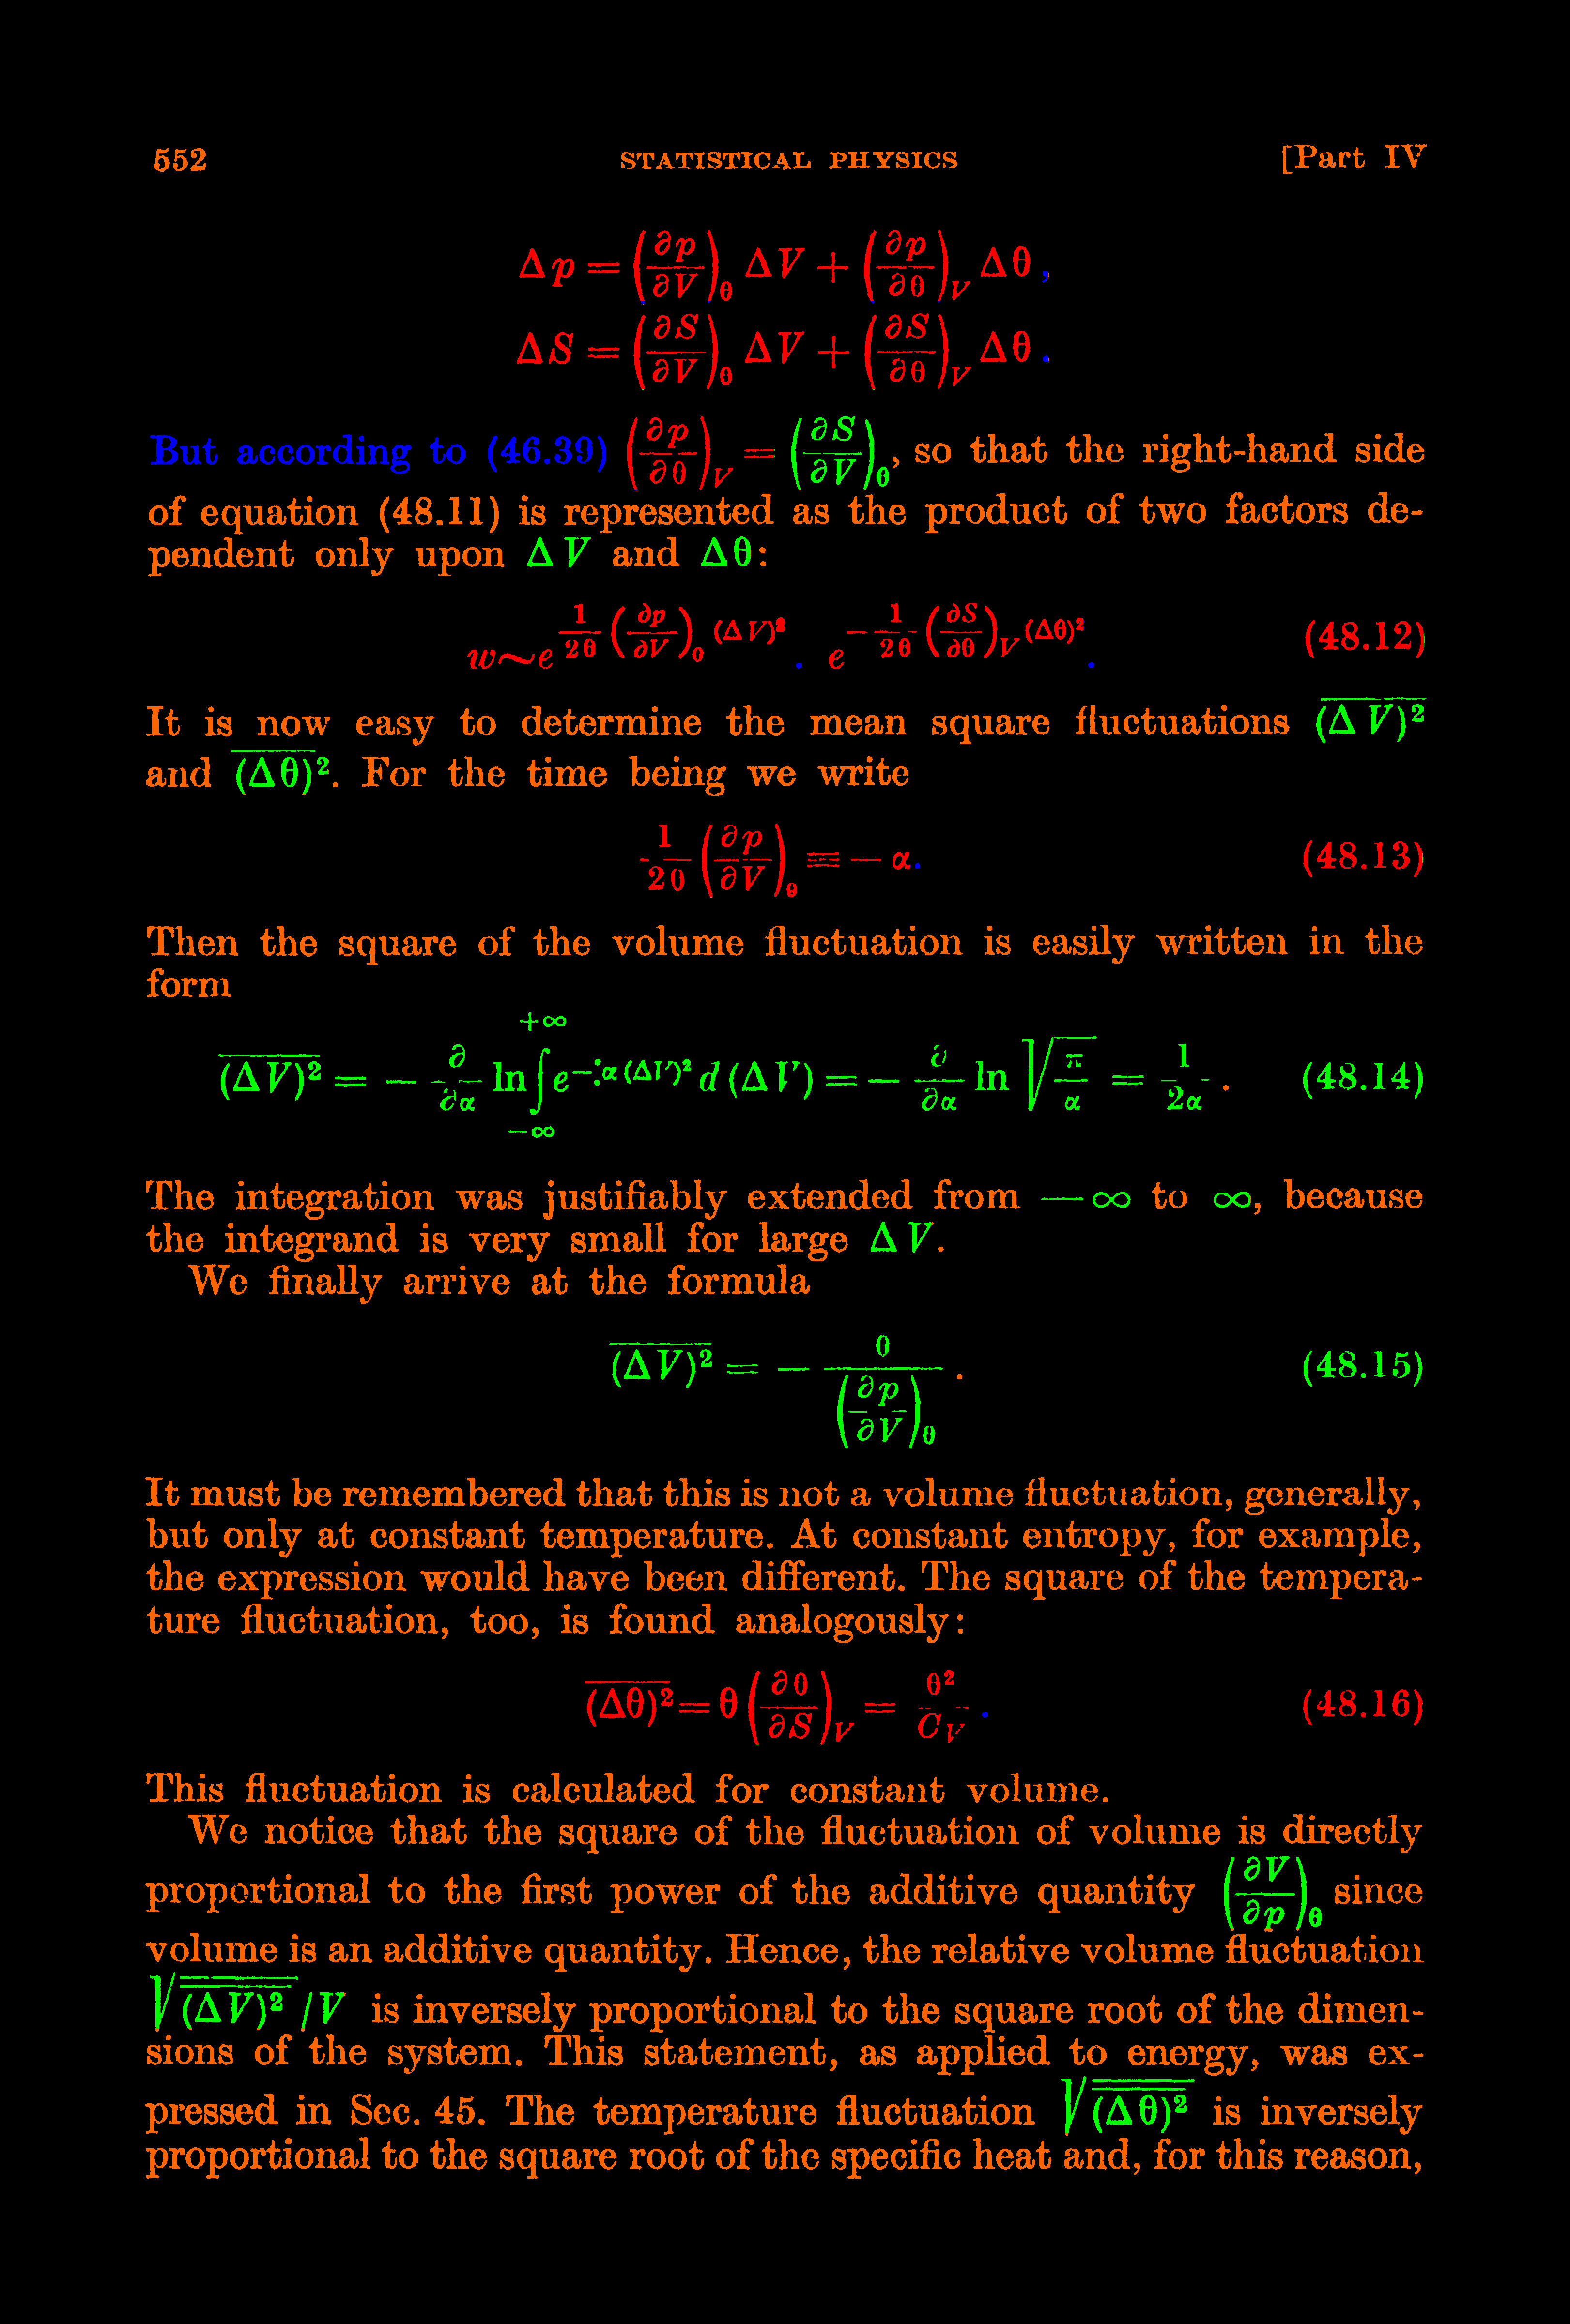 552 STATISTICAL PHYSICS [Part IV
Δp = (∂p/∂V)_θ ΔV + (∂p/∂θ)_V Δθ,
ΔS = (∂S/∂V)_θ ΔV + (∂S/∂θ)_V Δθ.
But according to (46.39) (∂p/∂θ)_V = (∂S/∂V)_θ, so that the right-hand side
of equation (48.11) is represented as the product of two factors de-
pendent only upon ΔV and Δθ:
w ~ e^{1/2θ (∂p/∂V)_θ (ΔV)²} . e^{−1/2θ (∂S/∂θ)_V (Δθ)²}. (48.12)
It is now easy to determine the mean square fluctuations \overline{(ΔV)²}
and \overline{(Δθ)²}. For the time being we write
1/2θ (∂p/∂V)_θ ≡ − α. (48.13)
Then the square of the volume fluctuation is easily written in the
form
\overline{(ΔV)²} = − ∂/∂α ln ∫_{−∞}^{+∞} e^{−α(ΔV)²} d(ΔV) = − ∂/∂α ln √(π/α) = 1/2α. (48.14)
The integration was justifiably extended from —∞ to ∞, because
the integrand is very small for large ΔV.
We finally arrive at the formula
\overline{(ΔV)²} = − θ/(∂p/∂V)_θ. (48.15)
It must be remembered that this is not a volume fluctuation, generally,
but only at constant temperature. At constant entropy, for example,
the expression would have been different. The square of the tempera-
ture fluctuation, too, is found analogously:
\overline{(Δθ)²} = θ (∂θ/∂S)_V = θ²/C_V. (48.16)
This fluctuation is calculated for constant volume.
We notice that the square of the fluctuation of volume is directly
proportional to the first power of the additive quantity (∂V/∂p)_θ since
volume is an additive quantity. Hence, the relative volume fluctuation
√\overline{(ΔV)²} / V is inversely proportional to the square root of the dimen-
sions of the system. This statement, as applied to energy, was ex-
pressed in Sec. 45. The temperature fluctuation √\overline{(Δθ)²} is inversely
proportional to the square root of the specific heat and, for this reason,